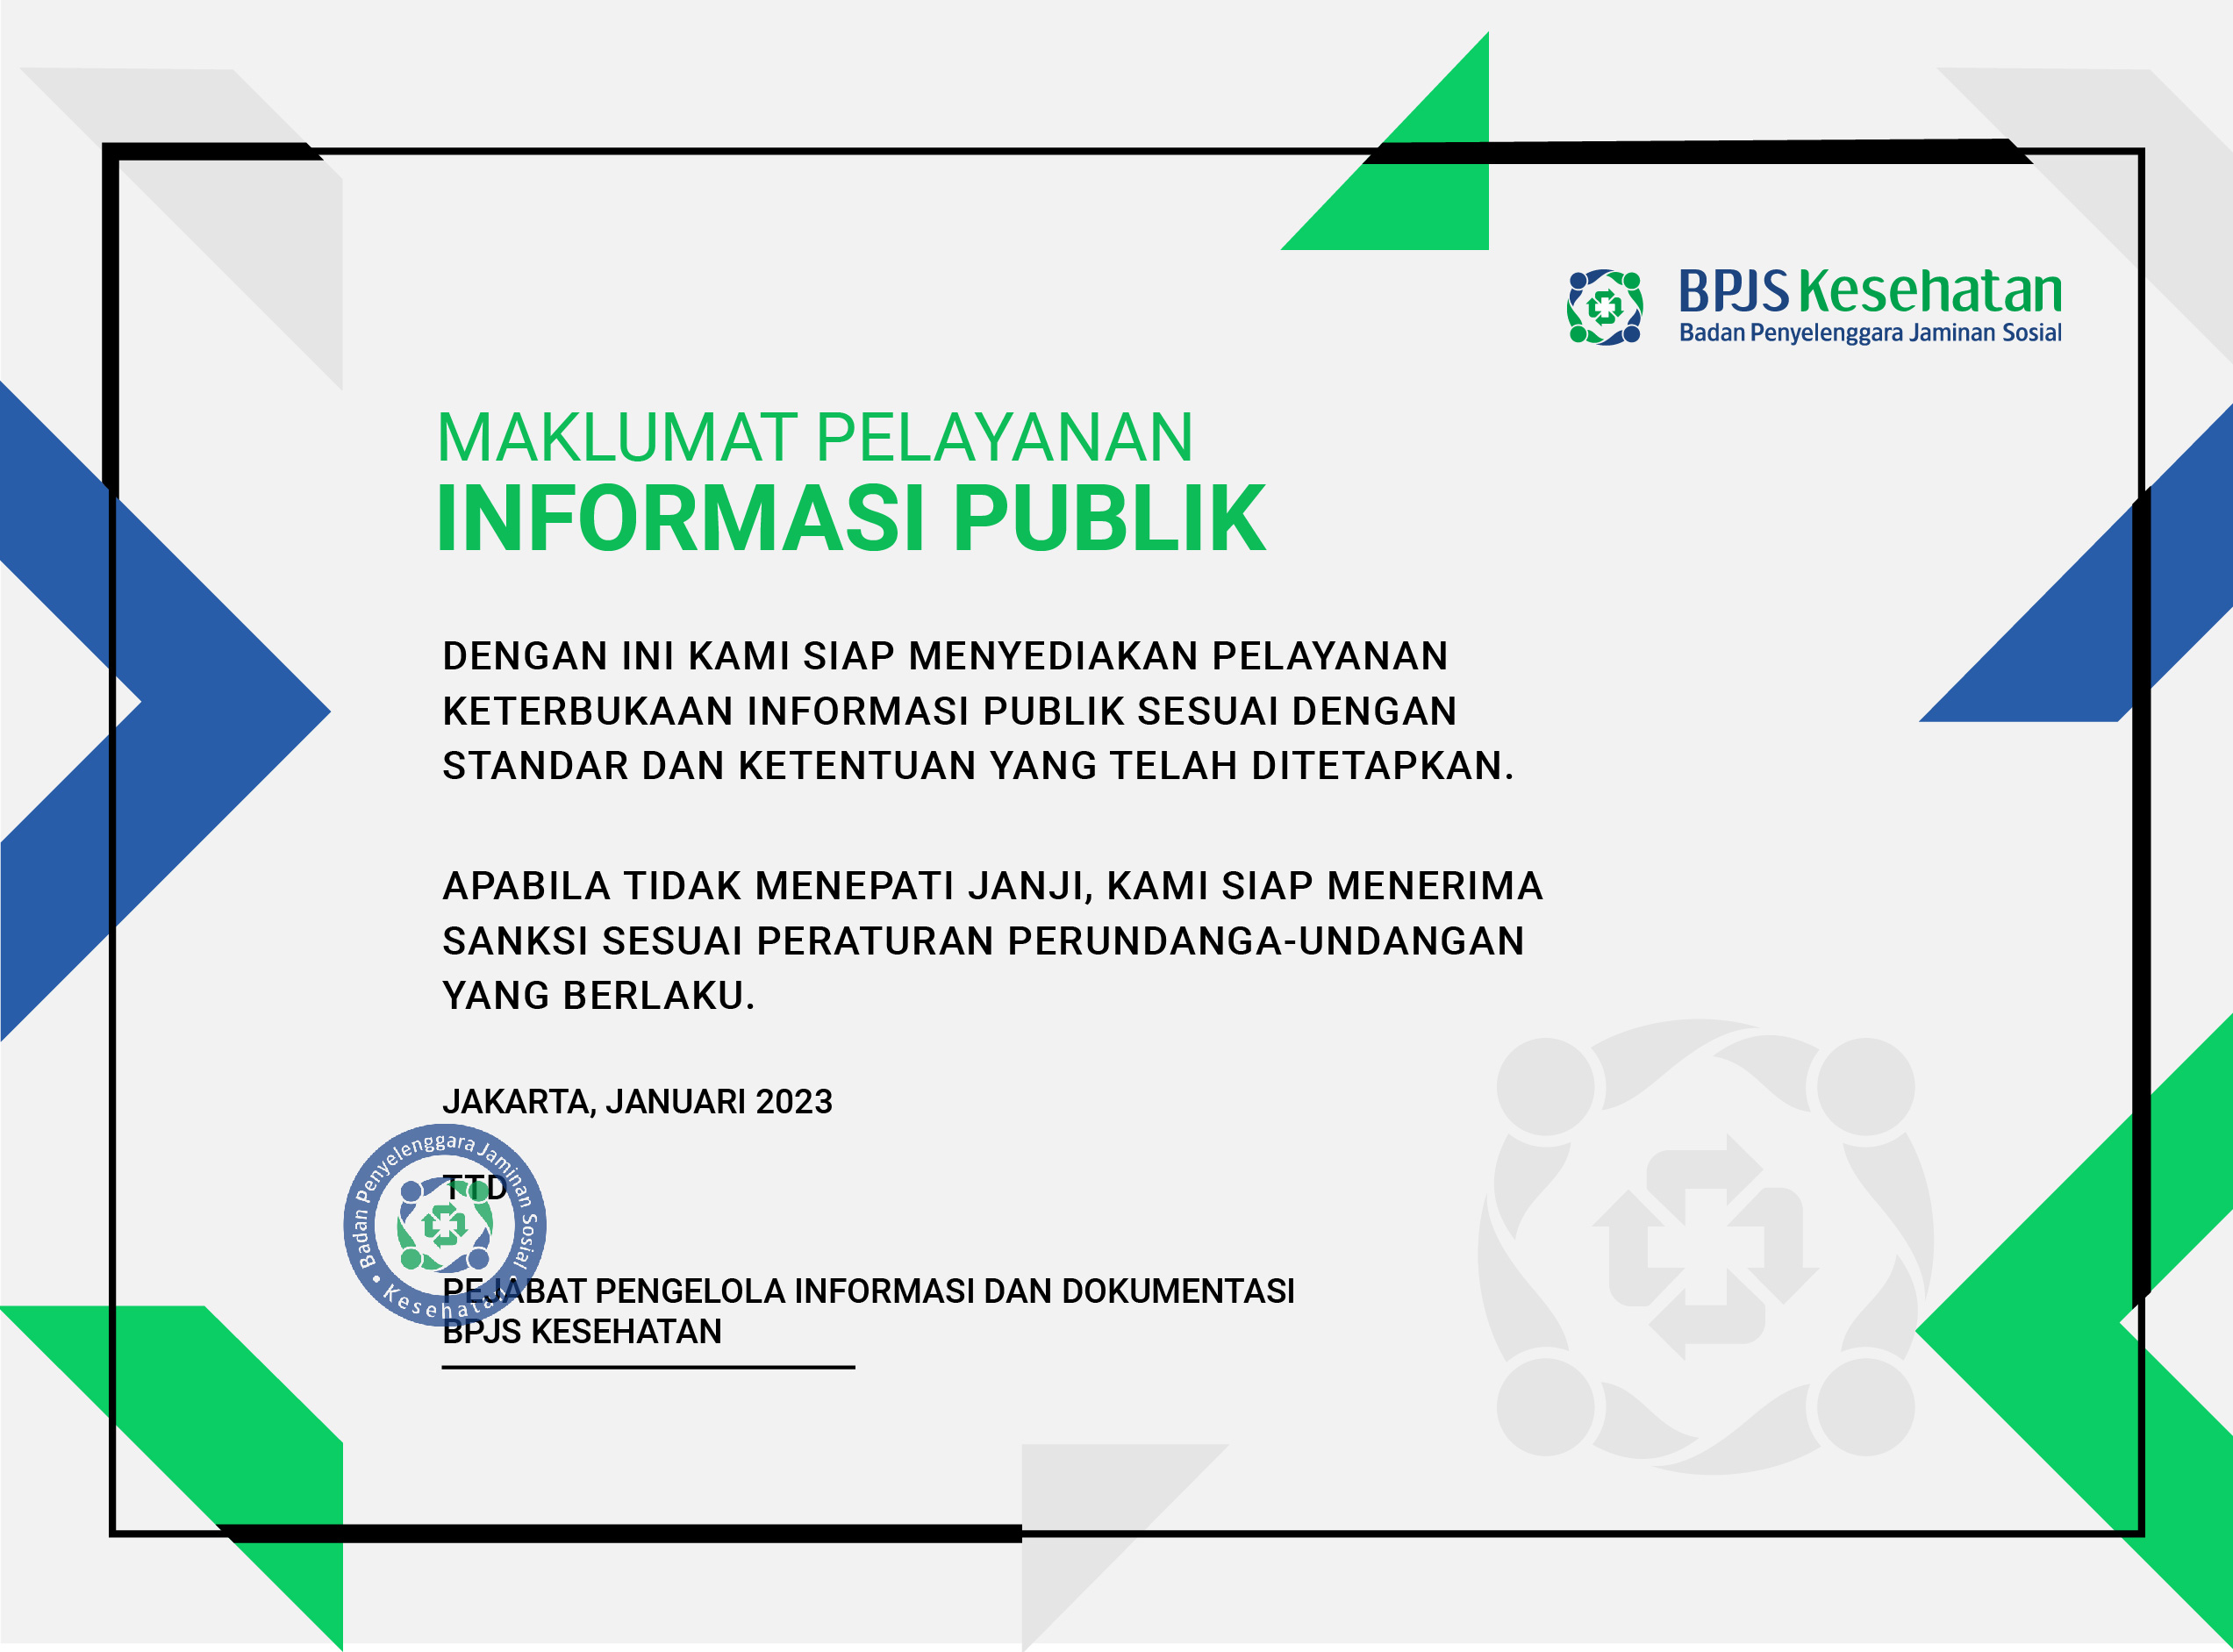 BPJS Kesehatan
Badan Penyelenggara Jaminan Sosial
MAKLUMAT PELAYANAN
INFORMASI PUBLIK
DENGAN INI KAMI SIAP MENYEDIAKAN PELAYANAN
KETERBUKAAN INFORMASI PUBLIK SESUAI DENGAN
STANDAR DAN KETENTUAN YANG TELAH DITETAPKAN.
APABILA TIDAK MENEPATI JANJI, KAMI SIAP MENERIMA
SANKSI SESUAI PERATURAN PERUNDANGA-UNDANGAN
YANG BERLAKU.
JAKARTA, JANUARI 2023
TTD
Badan Penyelenggara Jaminan Sosial
Kesehatan
PEJABAT PENGELOLA INFORMASI DAN DOKUMENTASI
BPJS KESEHATAN